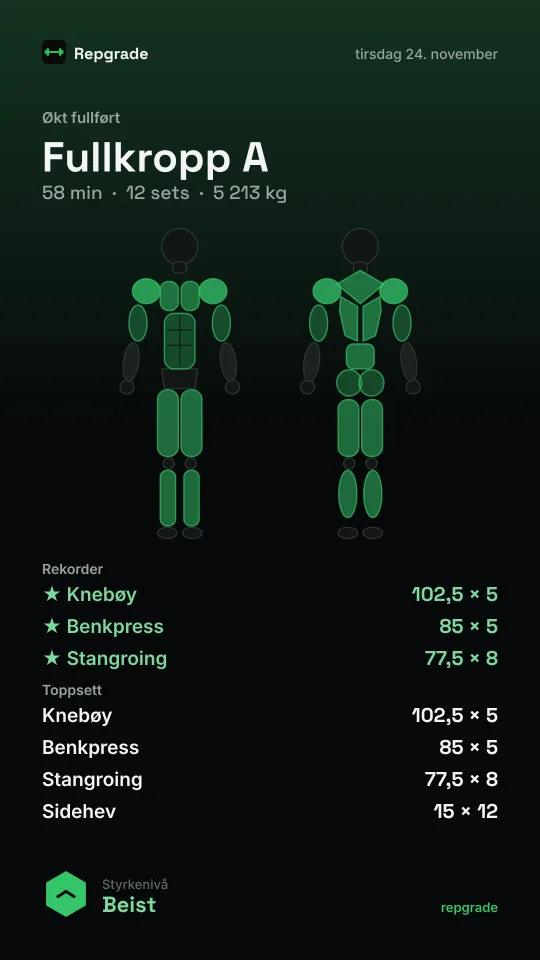 Repgrade
tirsdag 24. november
Økt fullført
Fullkropp A
58 min · 12 sets · 5 213 kg
Rekorder
★ Knebøy 102,5 × 5
★ Benkpress 85 × 5
★ Stangroing 77,5 × 8
Toppsett
Knebøy 102,5 × 5
Benkpress 85 × 5
Stangroing 77,5 × 8
Sidehev 15 × 12
Styrkenivå
Beist
repgrade